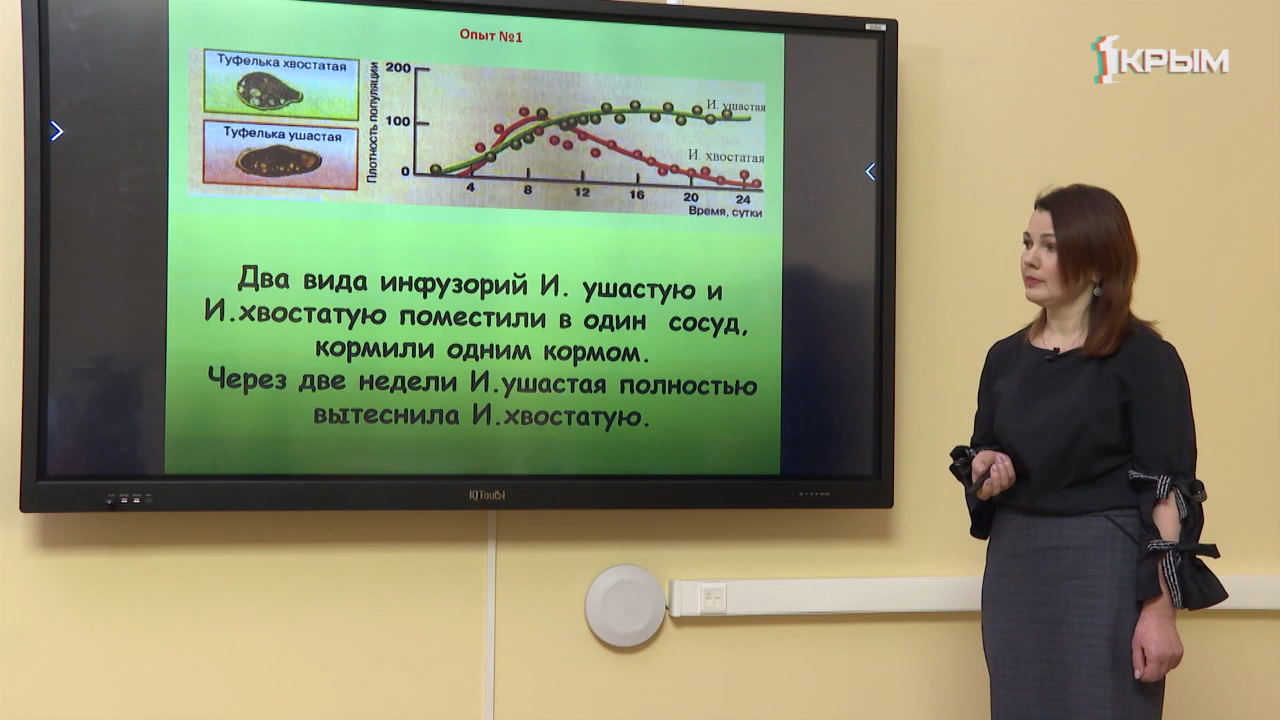 Опыт №1
1КРЫМ
Туфелька хвостатая
Туфелька ушастая
Плотность популяции
200
100
0
И. ушастая
И. хвостатая
4 8 12 16 20 24
Время, сутки
Два вида инфузорий И. ушастую и
И.хвостатую поместили в один сосуд,
кормили одним кормом.
Через две недели И.ушастая полностью
вытеснила И.хвостатую.
IQTouch